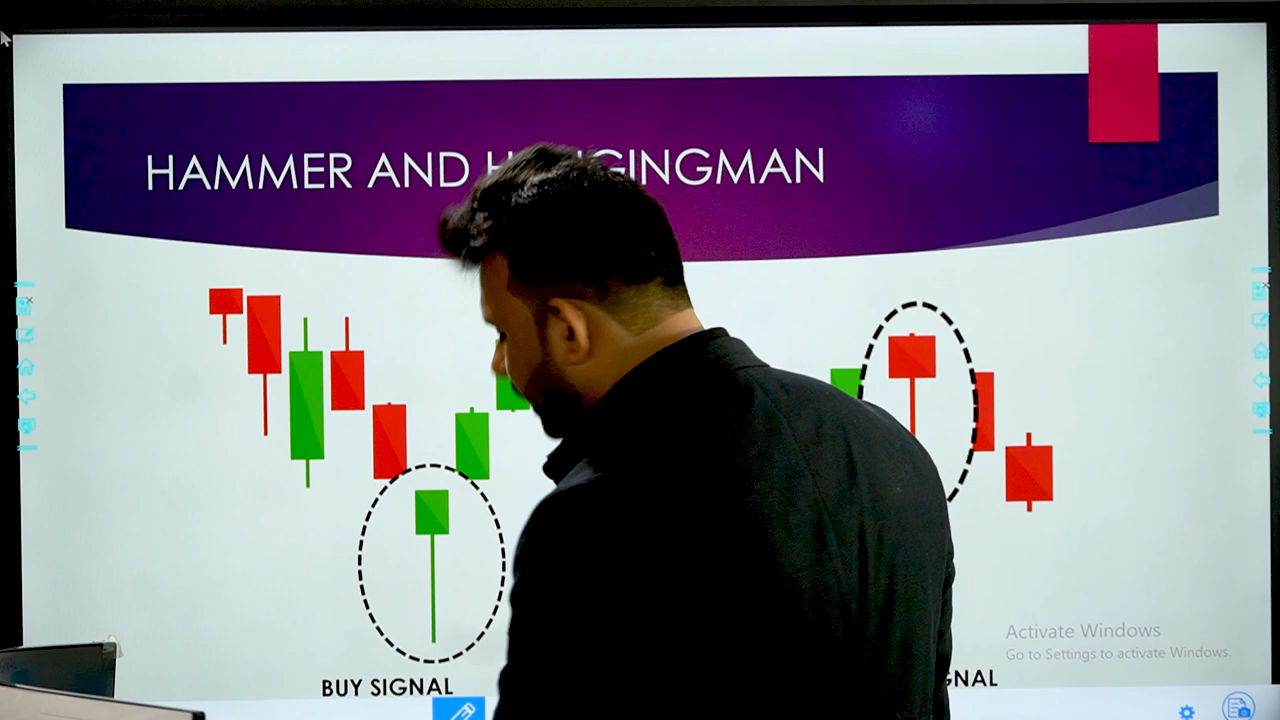 HAMMER AND H GINGMAN
BUY SIGNAL
GNAL
Activate Windows
Go to Settings to activate Windows.